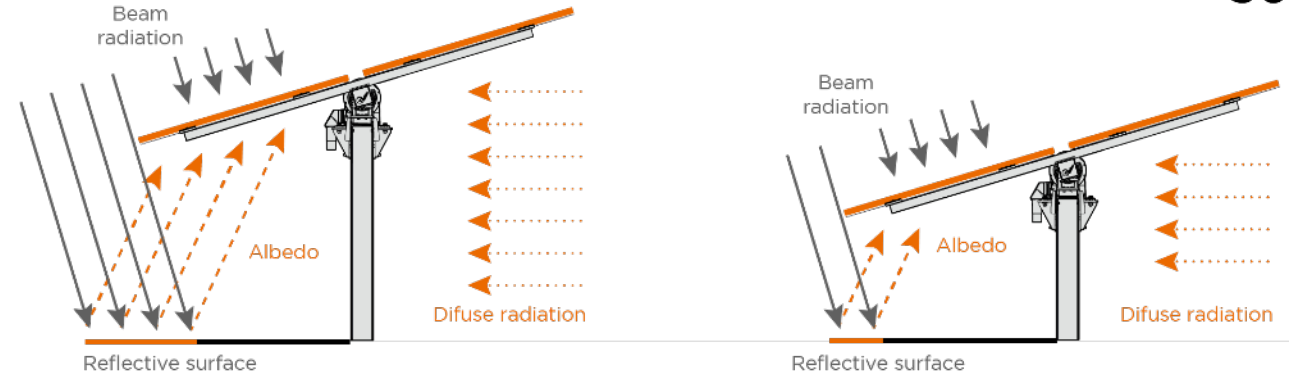 Beam
radiation
Albedo
Difuse radiation
Reflective surface
Beam
radiation
Albedo
Difuse radiation
Reflective surface